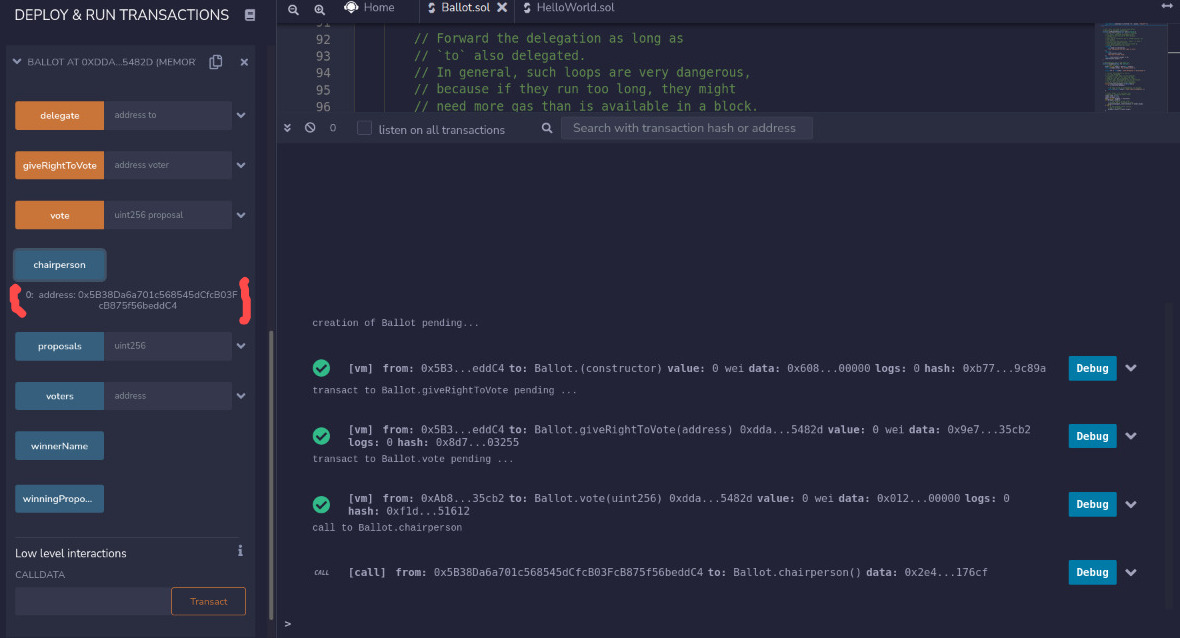 DEPLOY & RUN TRANSACTIONS
BALLOT AT 0XDDA...5482D (MEMOR
delegate address to
giveRightToVote address voter
vote uint256 proposal
chairperson
0: address: 0x5B38Da6a701c568545dCfcB03F
cB875f56beddC4
proposals uint256
voters address
winnerName
winningPropo...
Low level interactions i
CALLDATA
Transact
Home Ballot.sol HelloWorld.sol
92 // Forward the delegation as long as
93 // `to` also delegated.
94 // In general, such loops are very dangerous,
95 // because if they run too long, they might
96 // need more gas than is available in a block.
0 listen on all transactions Search with transaction hash or address
creation of Ballot pending...
[vm] from: 0x5B3...eddC4 to: Ballot.(constructor) value: 0 wei data: 0x608...00000 logs: 0 hash: 0xb77...9c89a Debug
transact to Ballot.giveRightToVote pending ...
[vm] from: 0x5B3...eddC4 to: Ballot.giveRightToVote(address) 0xdda...5482d value: 0 wei data: 0x9e7...35cb2 Debug
logs: 0 hash: 0x8d7...03255
transact to Ballot.vote pending ...
[vm] from: 0xAb8...35cb2 to: Ballot.vote(uint256) 0xdda...5482d value: 0 wei data: 0x012...00000 logs: 0 Debug
hash: 0xf1d...51612
call to Ballot.chairperson
CALL [call] from: 0x5B38Da6a701c568545dCfcB03FcB875f56beddC4 to: Ballot.chairperson() data: 0x2e4...176cf Debug
>